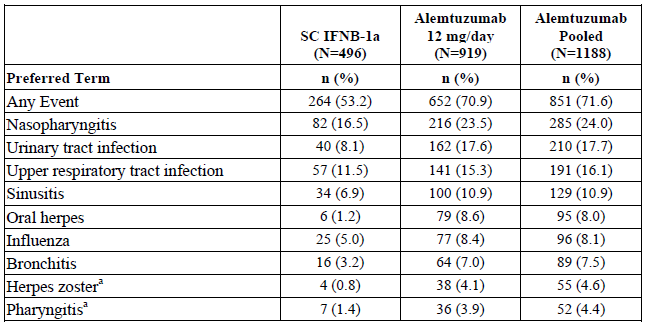 SC IFNB-1a (N=496) Alemtuzumab 12 mg/day (N=919) Alemtuzumab Pooled (N=1188)
Preferred Term n (%) n (%) n (%)
Any Event 264 (53.2) 652 (70.9) 851 (71.6)
Nasopharyngitis 82 (16.5) 216 (23.5) 285 (24.0)
Urinary tract infection 40 (8.1) 162 (17.6) 210 (17.7)
Upper respiratory tract infection 57 (11.5) 141 (15.3) 191 (16.1)
Sinusitis 34 (6.9) 100 (10.9) 129 (10.9)
Oral herpes 6 (1.2) 79 (8.6) 95 (8.0)
Influenza 25 (5.0) 77 (8.4) 96 (8.1)
Bronchitis 16 (3.2) 64 (7.0) 89 (7.5)
Herpes zosterᵃ 4 (0.8) 38 (4.1) 55 (4.6)
Pharyngitisᵃ 7 (1.4) 36 (3.9) 52 (4.4)